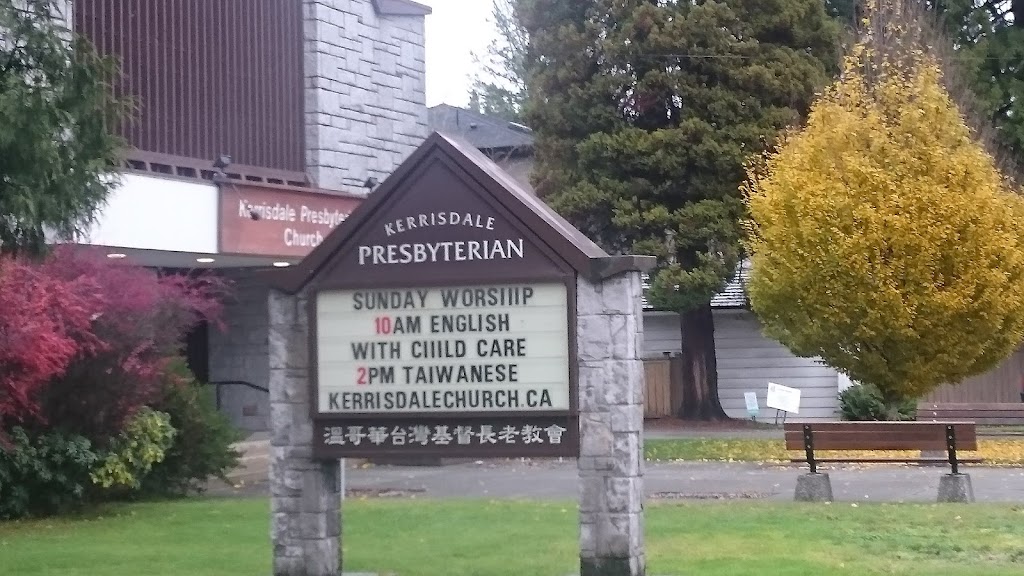 Kerrisdale Presbyte
Church
KERRISDALE
PRESBYTERIAN
SUNDAY WORSIIIP
10AM ENGLISH
WITH CIIILD CARE
2PM TAIWANESE
KERRISDALECHURCH.CA
溫哥華台灣基督長老教會